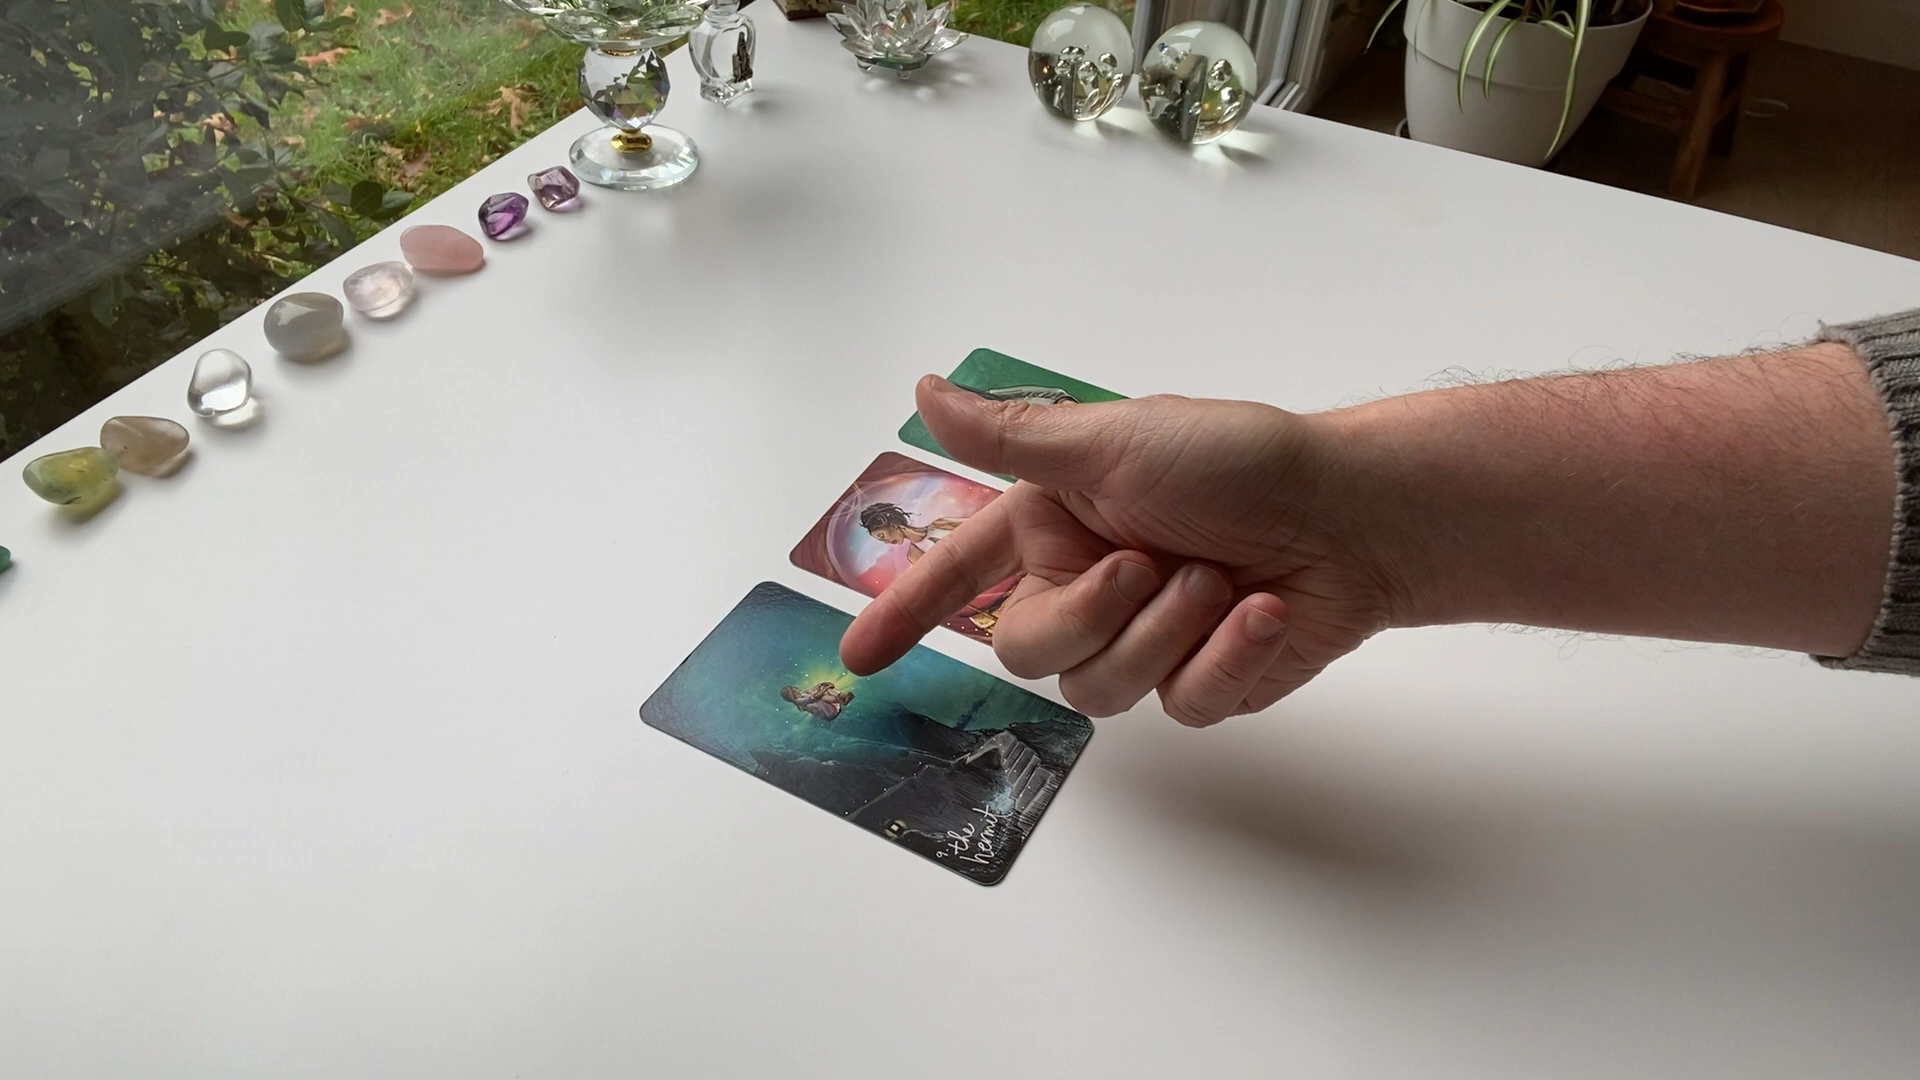 9. the
hermit